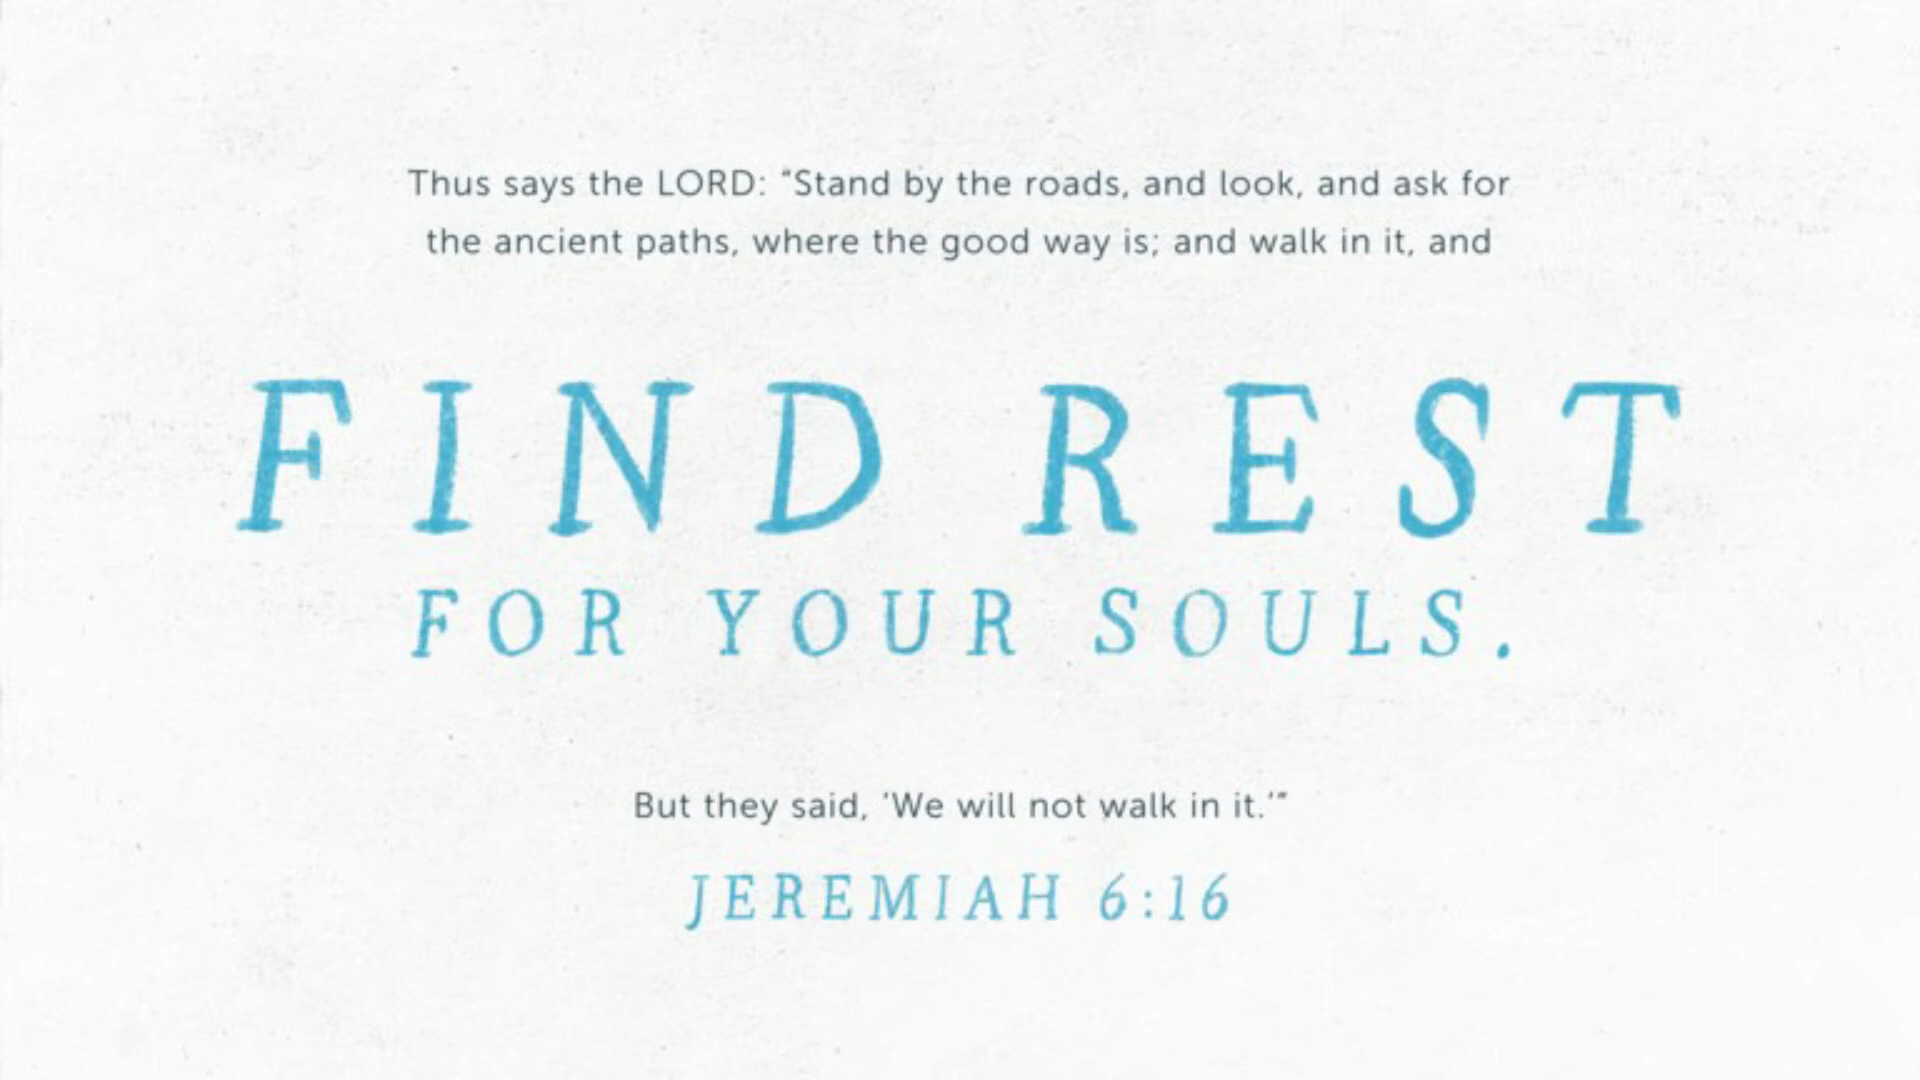 Thus says the LORD: “Stand by the roads, and look, and ask for
the ancient paths, where the good way is; and walk in it, and
FIND REST
FOR YOUR SOULS.
But they said, ‘We will not walk in it.’”
JEREMIAH 6:16